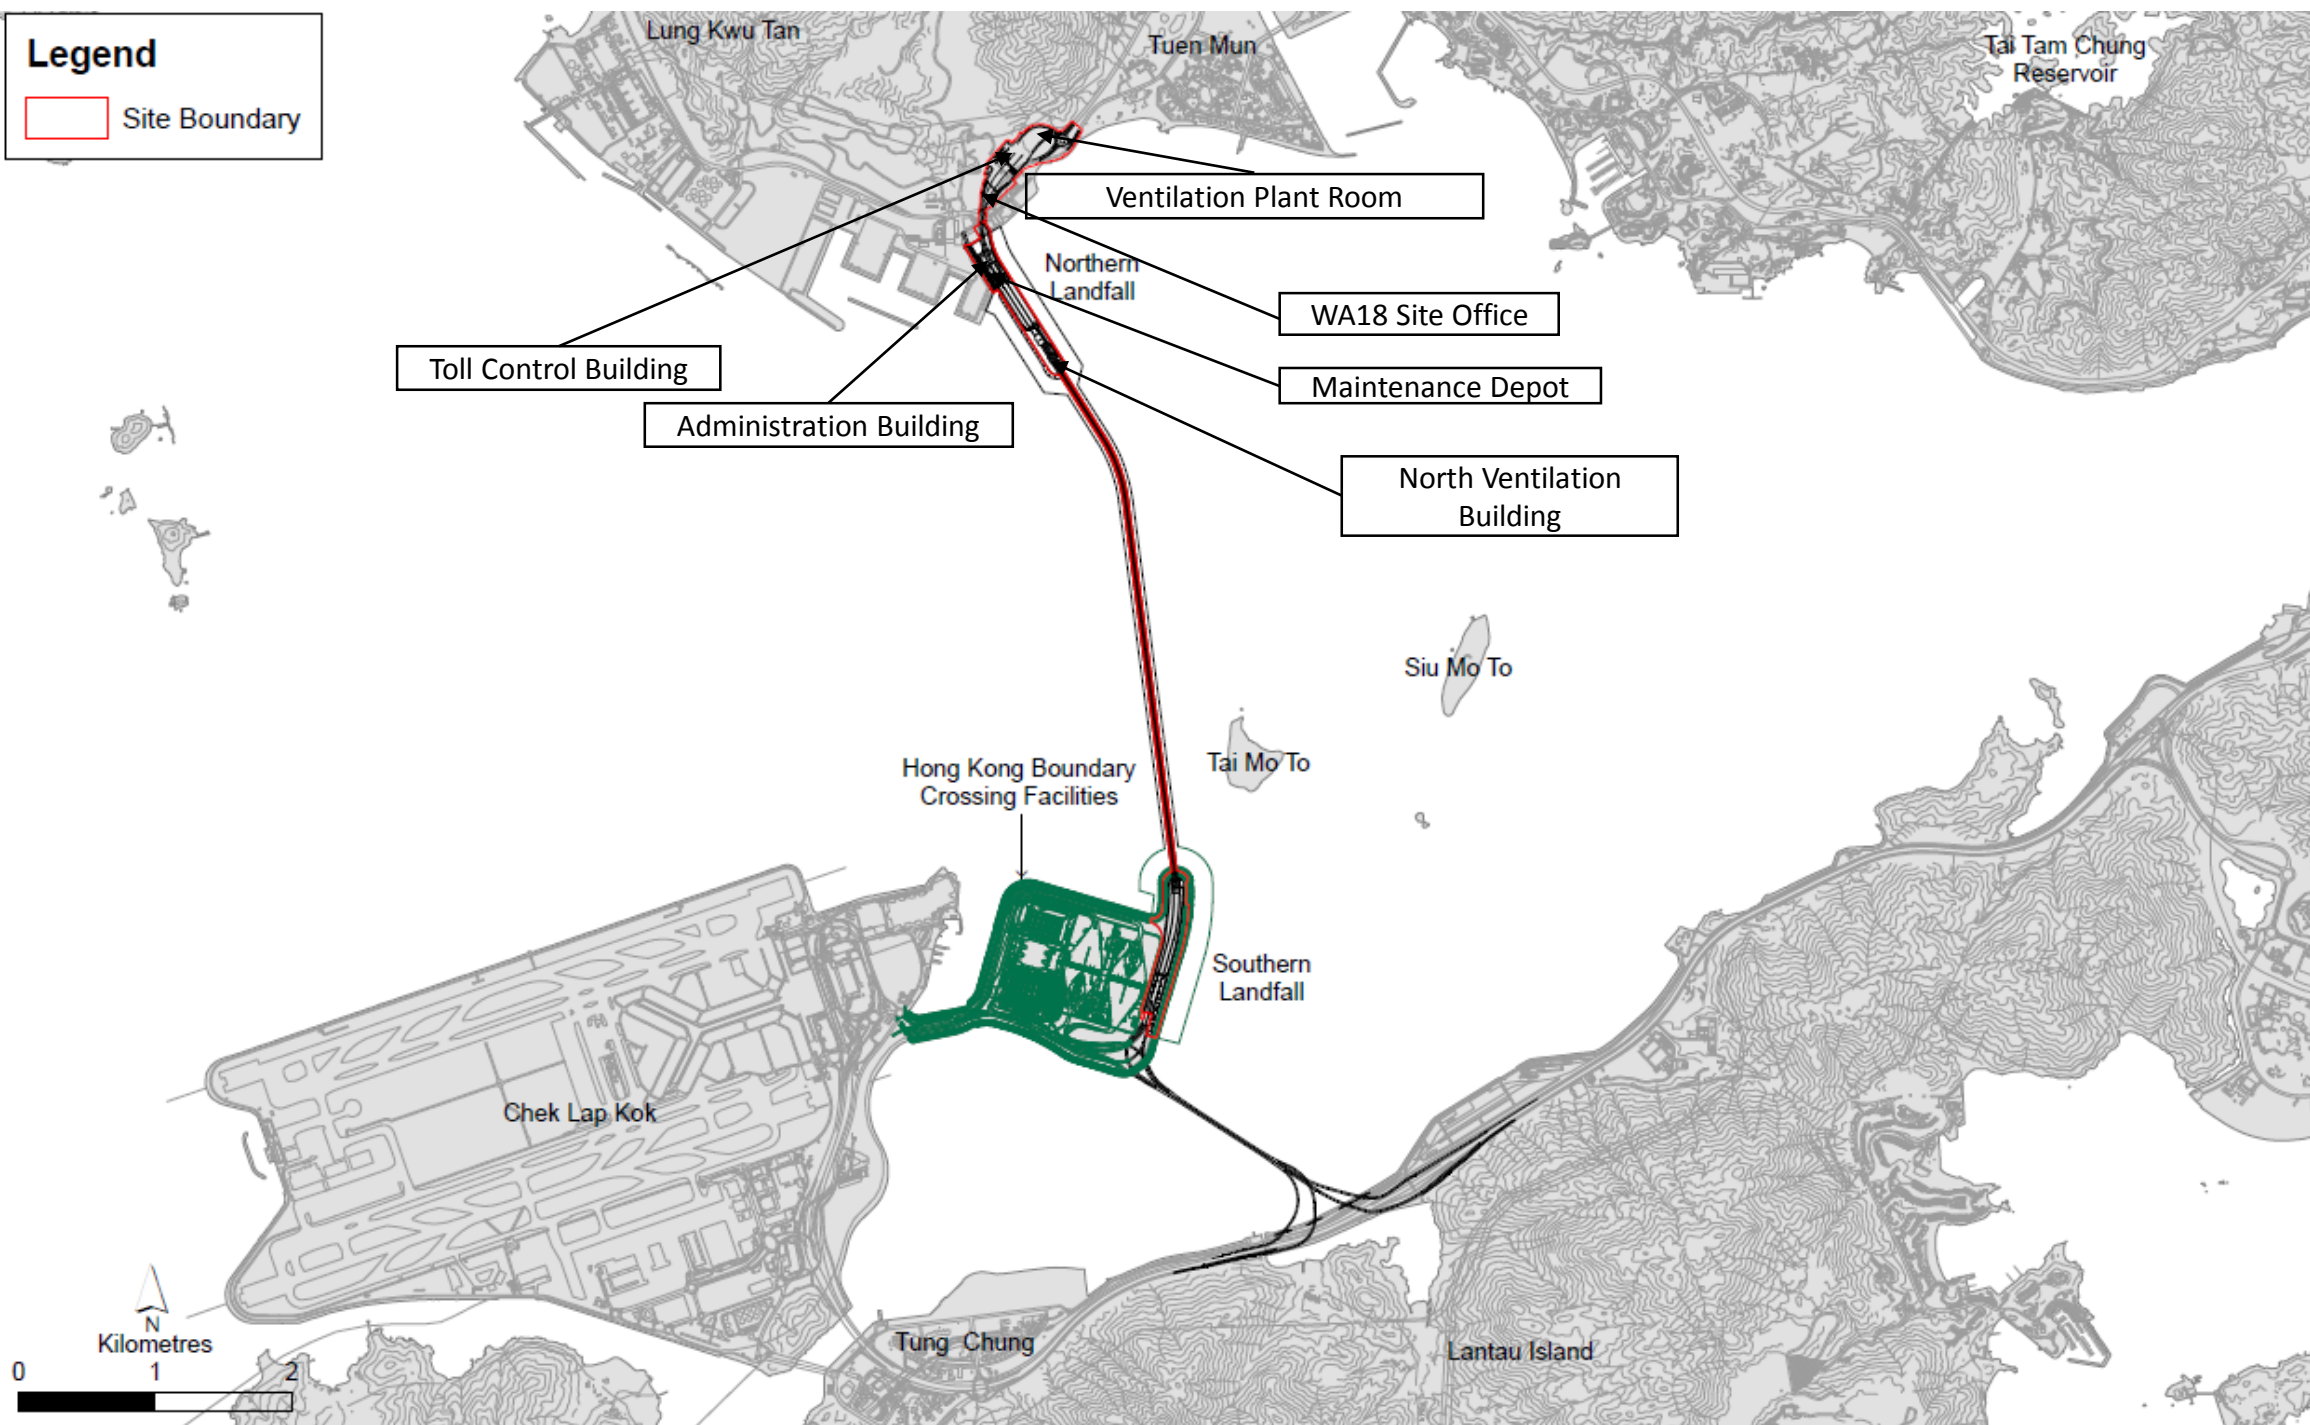 Legend
Site Boundary
Lung Kwu Tan
Tuen Mun
Tai Tam Chung
Reservoir
Ventilation Plant Room
Northern
Landfall
WA18 Site Office
Toll Control Building
Maintenance Depot
Administration Building
North Ventilation
Building
Siu Mo To
Tai Mo To
Hong Kong Boundary
Crossing Facilities
Southern
Landfall
Chek Lap Kok
N
Kilometres
0 1 2
Tung Chung
Lantau Island